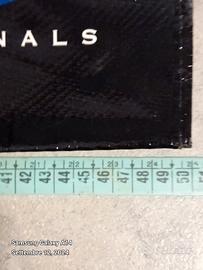 NALS
41 42 43 44 45 46 47 48 49 50
Samsung Galaxy A14
Settembre 12, 2024